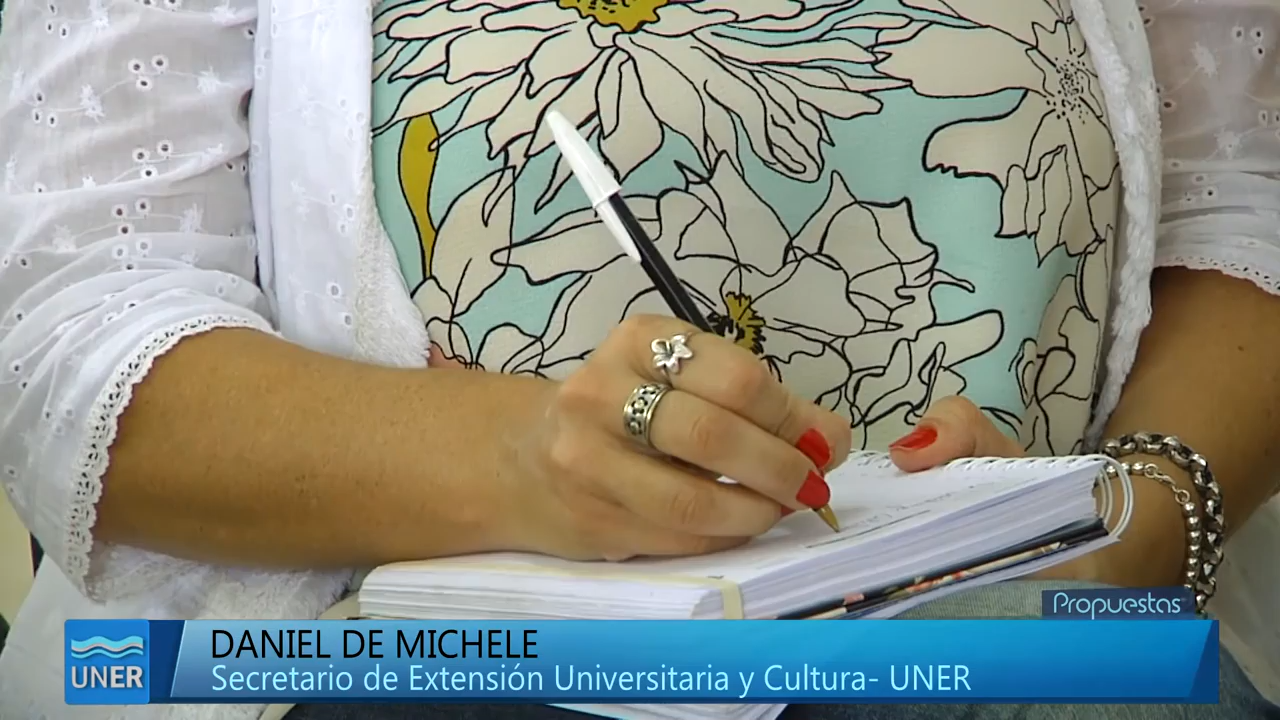 Propuestas
DANIEL DE MICHELE
Secretario de Extensión Universitaria y Cultura- UNER
UNER